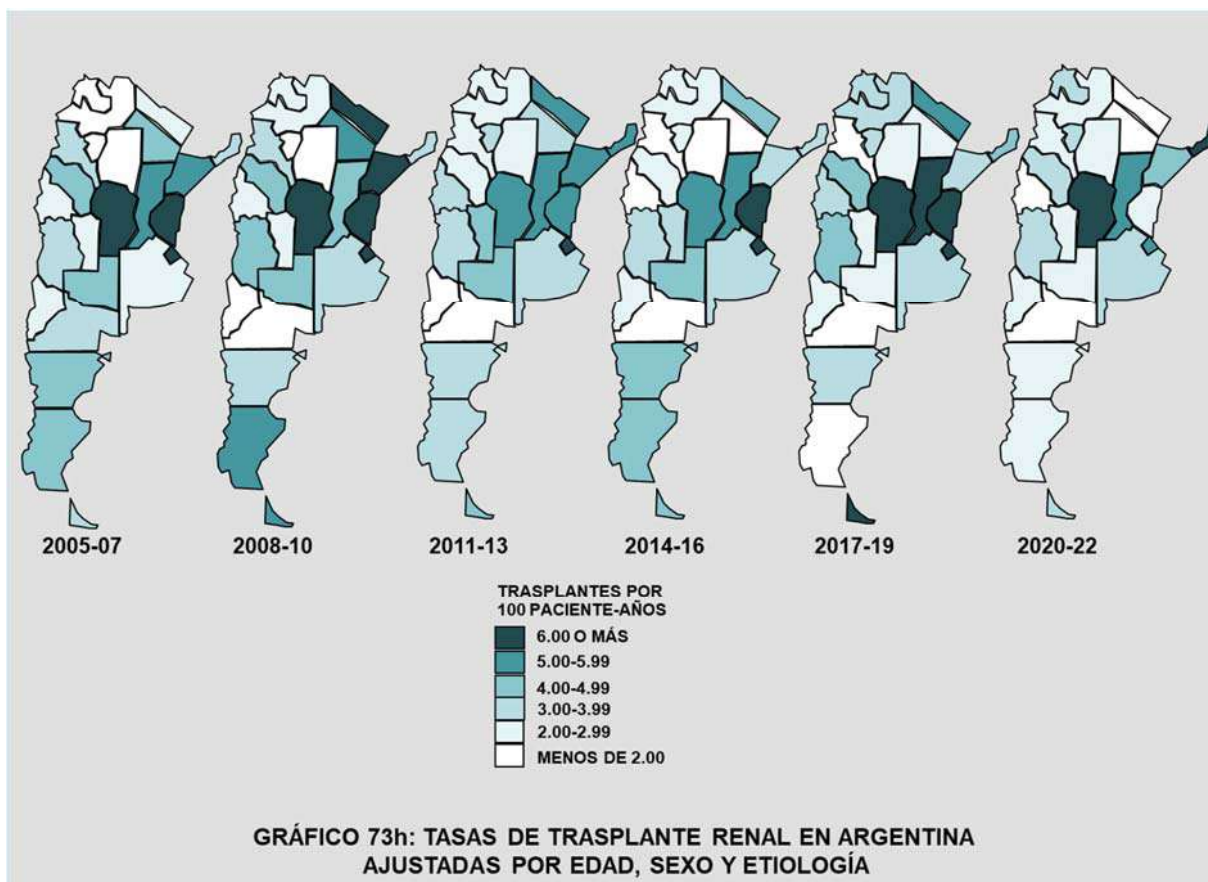 2005-07
2008-10
2011-13
2014-16
2017-19
2020-22
TRASPLANTES POR
100 PACIENTE-AÑOS
6.00 O MÁS
5.00-5.99
4.00-4.99
3.00-3.99
2.00-2.99
MENOS DE 2.00
GRÁFICO 73h: TASAS DE TRASPLANTE RENAL EN ARGENTINA
AJUSTADAS POR EDAD, SEXO Y ETIOLOGÍA